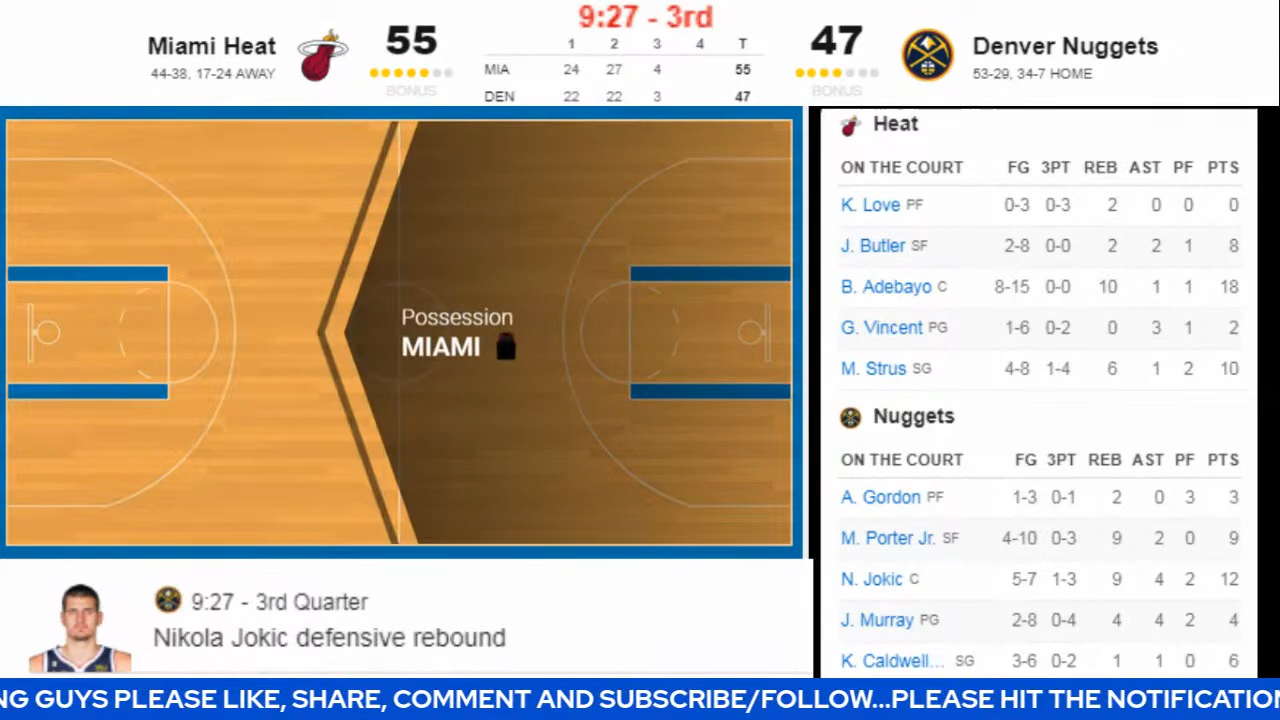 9:27 - 3rd
Miami Heat
44-38, 17-24 AWAY
55
BONUS
1 2 3 4 T
MIA 24 27 4 55
DEN 22 22 3 47
47
BONUS
Denver Nuggets
53-29, 34-7 HOME
Possession
MIAMI
9:27 - 3rd Quarter
Nikola Jokic defensive rebound
Heat
ON THE COURT FG 3PT REB AST PF PTS
K. Love PF 0-3 0-3 2 0 0 0
J. Butler SF 2-8 0-0 2 2 1 8
B. Adebayo C 8-15 0-0 10 1 1 18
G. Vincent PG 1-6 0-2 0 3 1 2
M. Strus SG 4-8 1-4 6 1 2 10
Nuggets
ON THE COURT FG 3PT REB AST PF PTS
A. Gordon PF 1-3 0-1 2 0 3 3
M. Porter Jr. SF 4-10 0-3 9 2 0 9
N. Jokic C 5-7 1-3 9 4 2 12
J. Murray PG 2-8 0-4 4 4 2 4
K. Caldwell... SG 3-6 0-2 1 1 0 6
NG GUYS PLEASE LIKE, SHARE, COMMENT AND SUBSCRIBE/FOLLOW...PLEASE HIT THE NOTIFICATION